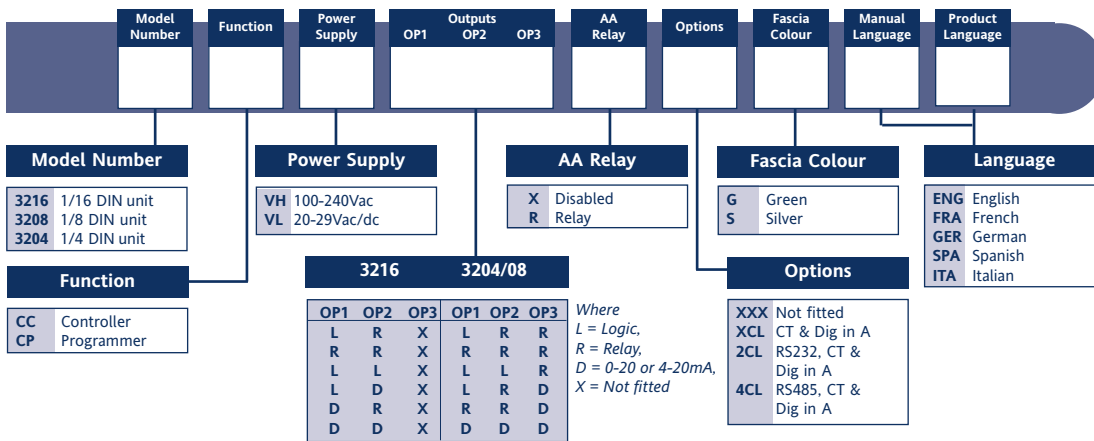 Model Number
Function
Power Supply
Outputs
OP1 OP2 OP3
AA Relay
Options
Fascia Colour
Manual Language
Product Language
Model Number
3216 1/16 DIN unit
3208 1/8 DIN unit
3204 1/4 DIN unit
Function
CC Controller
CP Programmer
Power Supply
VH 100-240Vac
VL 20-29Vac/dc
3216 3204/08
OP1 OP2 OP3 OP1 OP2 OP3
L R X L R R
R R X R R R
L L X L L R
L D X L R D
D R X R R D
D D X D D D
Where
L = Logic,
R = Relay,
D = 0-20 or 4-20mA,
X = Not fitted
AA Relay
X Disabled
R Relay
Fascia Colour
G Green
S Silver
Options
XXX Not fitted
XCL CT & Dig in A
2CL RS232, CT &
Dig in A
4CL RS485, CT &
Dig in A
Language
ENG English
FRA French
GER German
SPA Spanish
ITA Italian